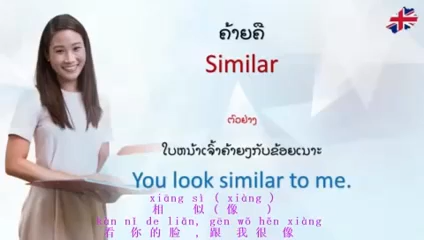 ຄ້າຍຄື
Similar
ຕົວຢ່າງ
ໃບຫນ້າເຈົ້າຄ້າຍໆກັບຂ້ອຍເນາະ
You look similar to me.
xiàng sì ( xiàng )
相 似 ( 像 )
kàn nǐ de liǎn, gēn wǒ hěn xiàng
看 你 的 脸 , 跟 我 很 像